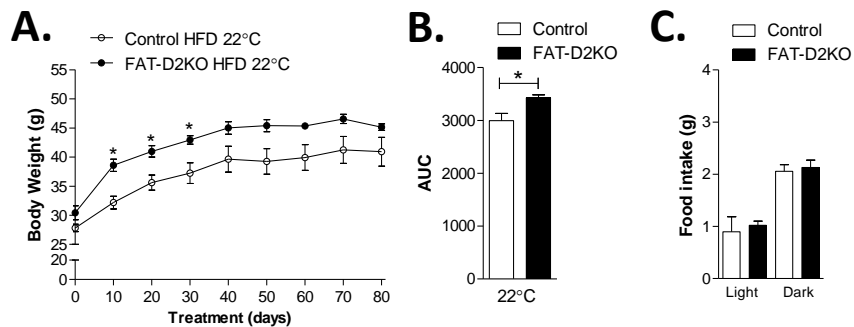 A.
Control HFD 22°C
FAT-D2KO HFD 22°C
Body Weight (g)
55
50
45
40
35
30
25
20
0
* * *
0 10 20 30 40 50 60 70 80
Treatment (days)
B.
Control
FAT-D2KO
AUC
4000
3000
2000
1000
0
*
22°C
C.
Control
FAT-D2KO
Food intake (g)
4
3
2
1
0
Light Dark